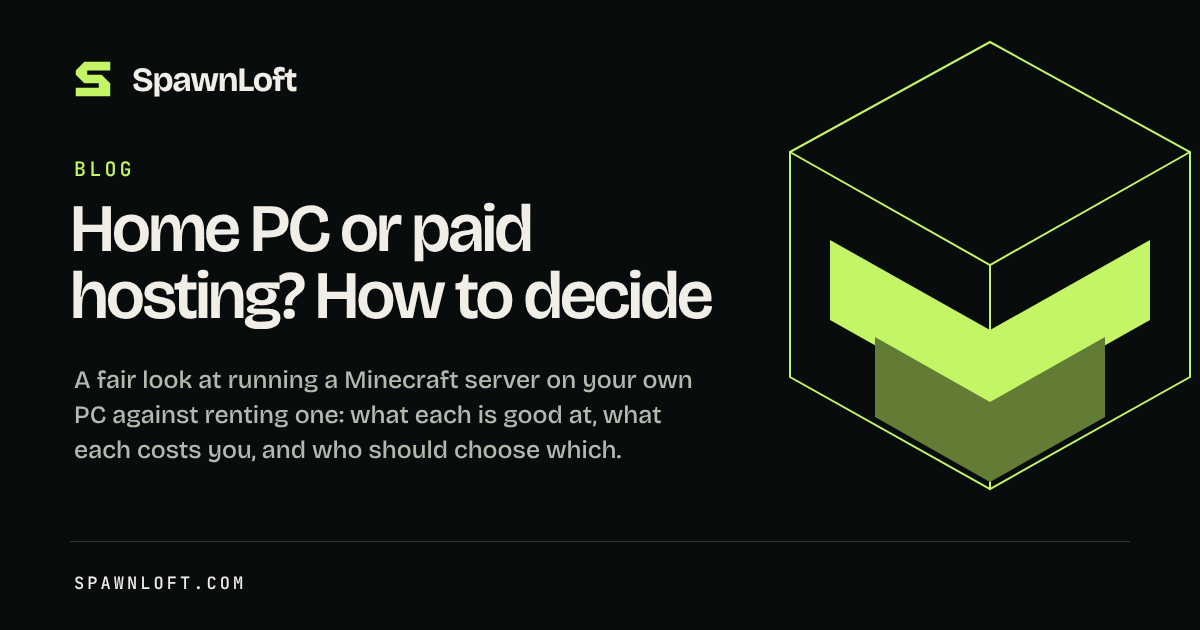 SpawnLoft
BLOG
Home PC or paid
hosting? How to decide
A fair look at running a Minecraft server on your own
PC against renting one: what each is good at, what
each costs you, and who should choose which.
SPAWNLOFT.COM